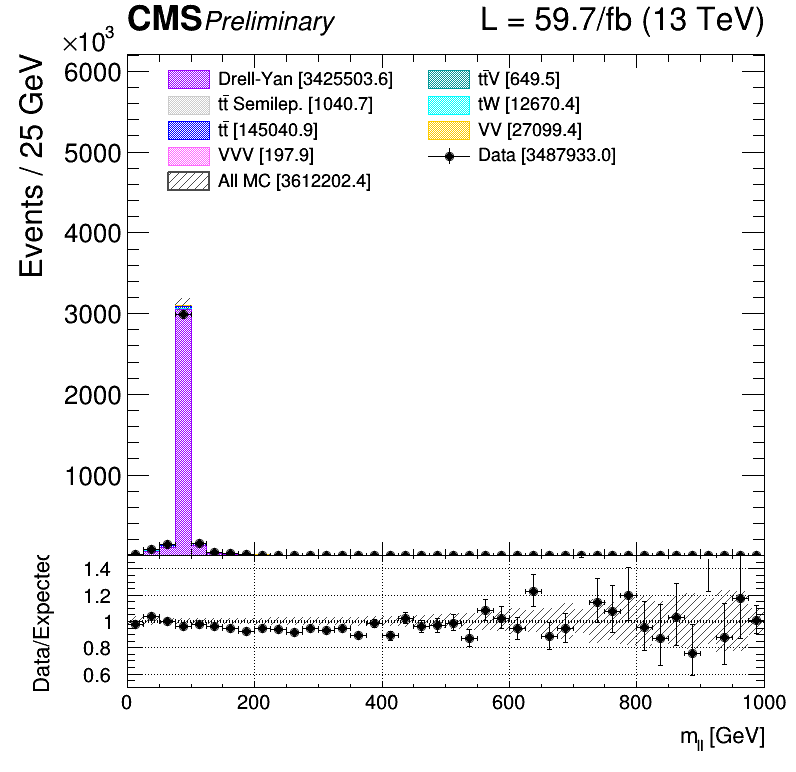 CMS Preliminary L = 59.7/fb (13 TeV)
×10³
Events / 25 GeV
6000
5000
4000
3000
2000
1000
Drell-Yan [3425503.6]
tt̄ Semilep. [1040.7]
tt̄ [145040.9]
VVV [197.9]
All MC [3612202.4]
tt̄V [649.5]
tW [12670.4]
VV [27099.4]
Data [3487933.0]
Data/Expected
1.4
1.2
1
0.8
0.6
0 200 400 600 800 1000
m_ll [GeV]